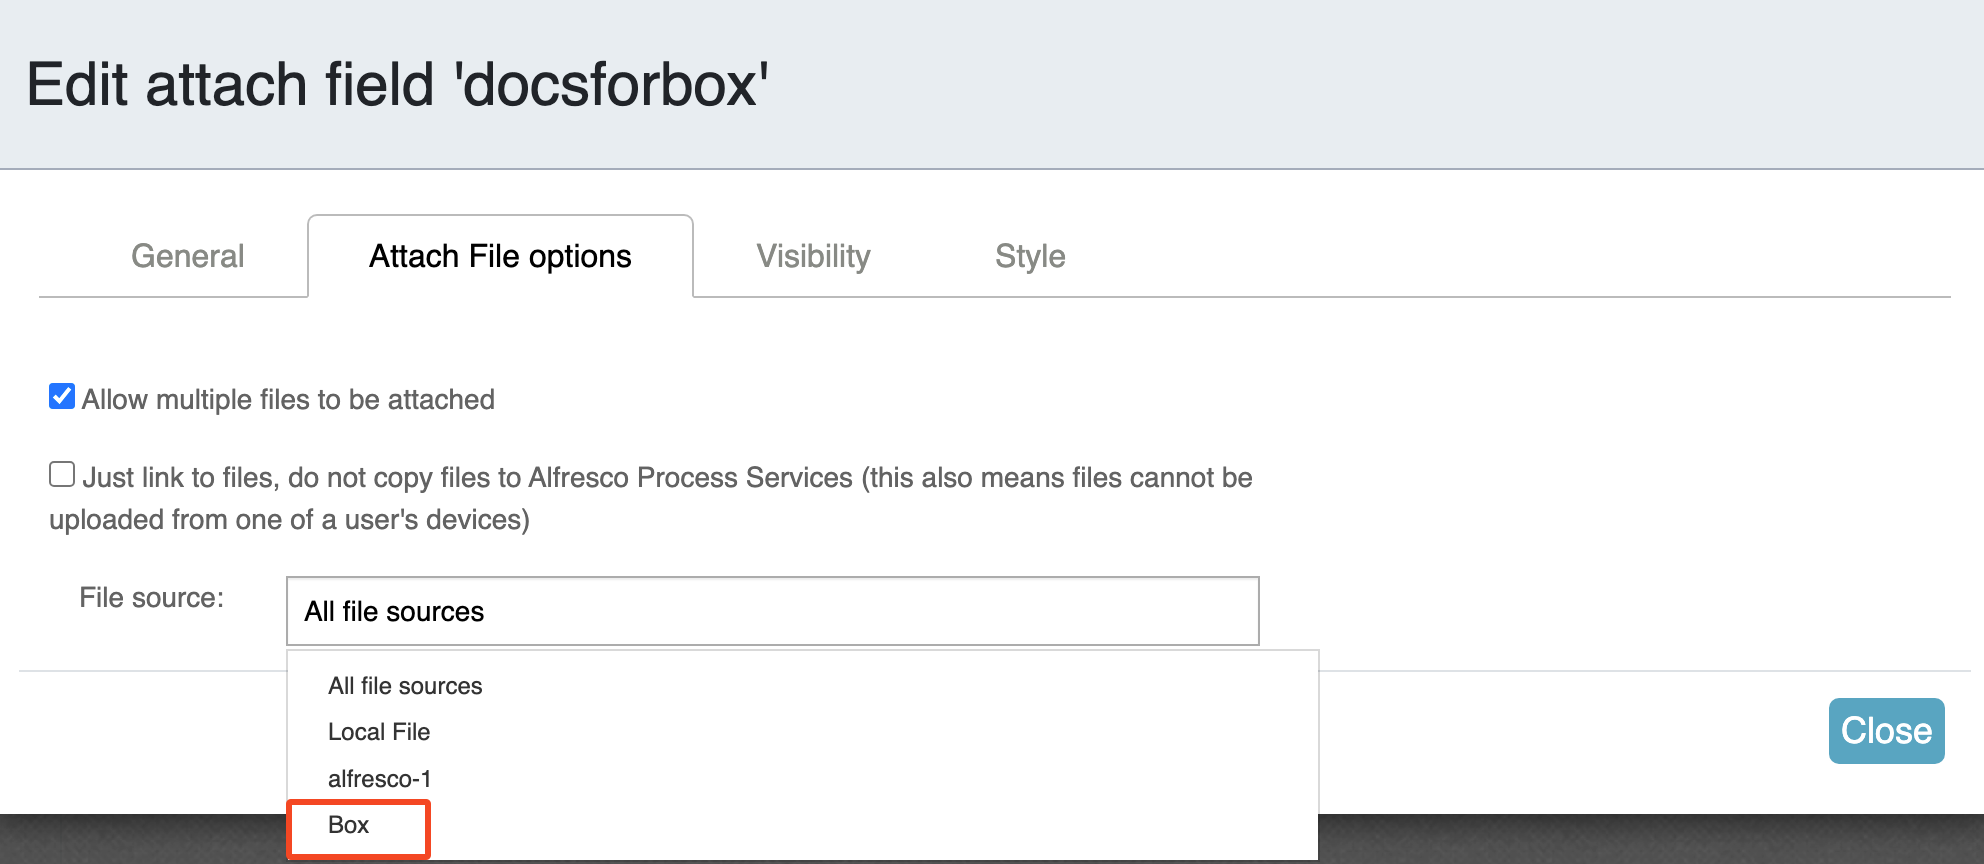 Edit attach field 'docsforbox'
General
Attach File options
Visibility
Style
Allow multiple files to be attached
Just link to files, do not copy files to Alfresco Process Services (this also means files cannot be
uploaded from one of a user's devices)
File source:
All file sources
All file sources
Local File
alfresco-1
Box
Close